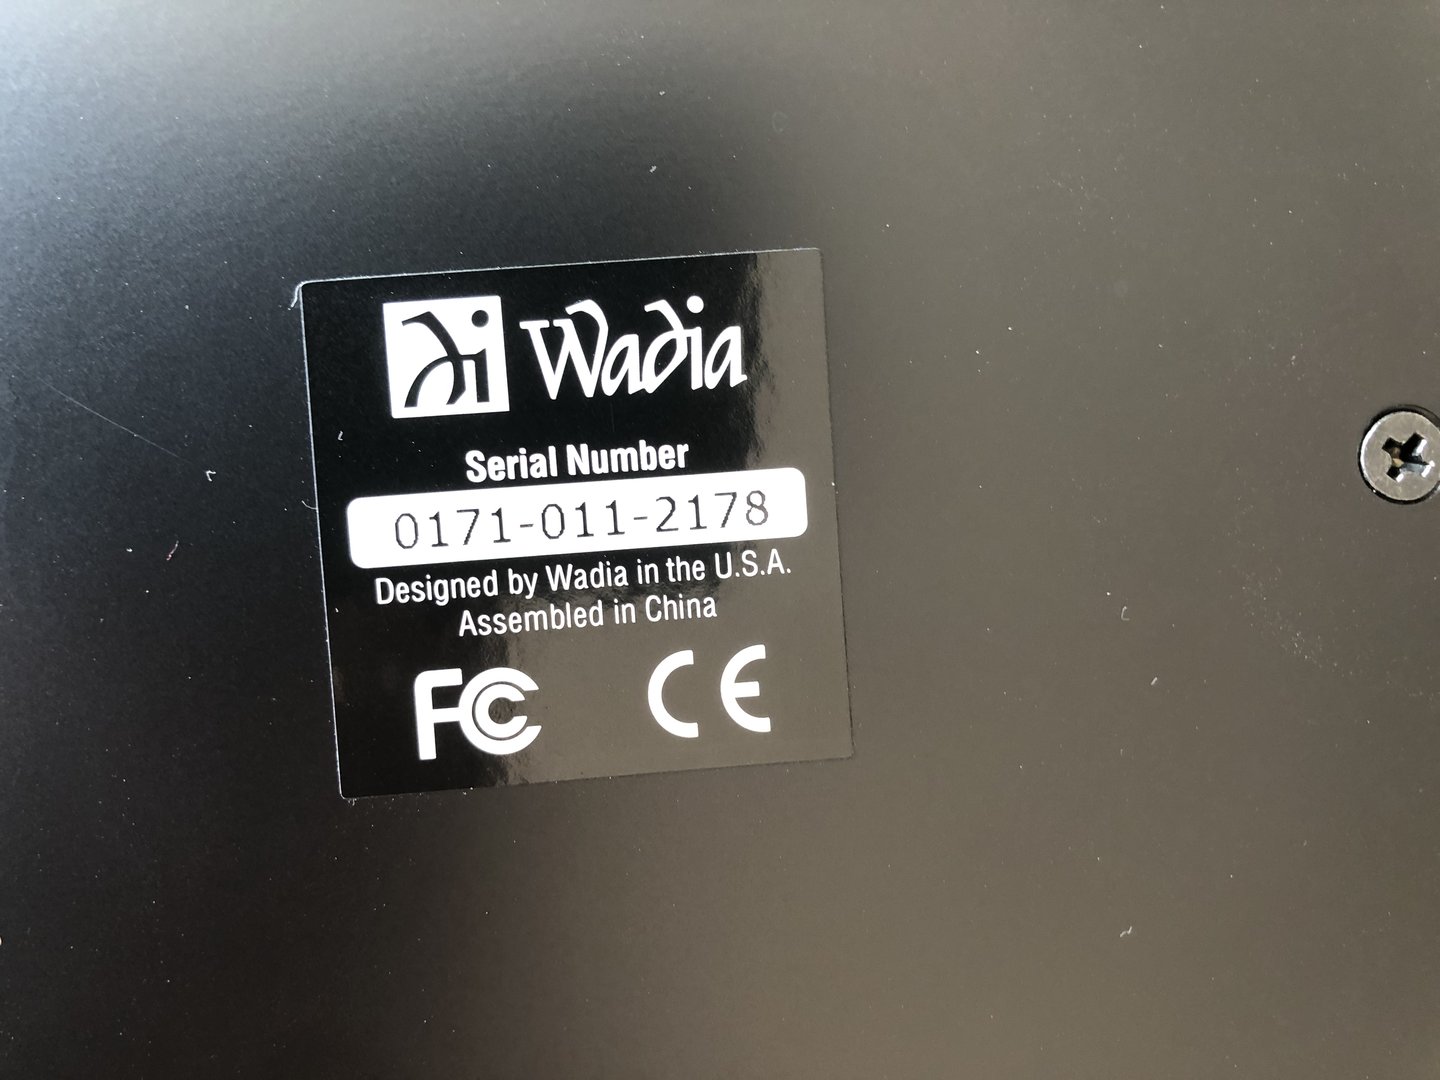 Wadia
Serial Number
0171-011-2178
Designed by Wadia in the U.S.A.
Assembled in China
FC CE